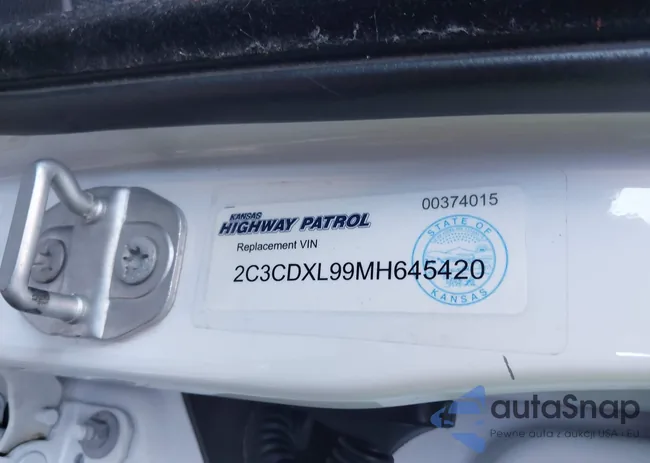 00374015
KANSAS
HIGHWAY PATROL
Replacement VIN
2C3CDXL99MH645420
STATE OF
KANSAS
autaSnap
Pewne auta z aukcji USA - EU